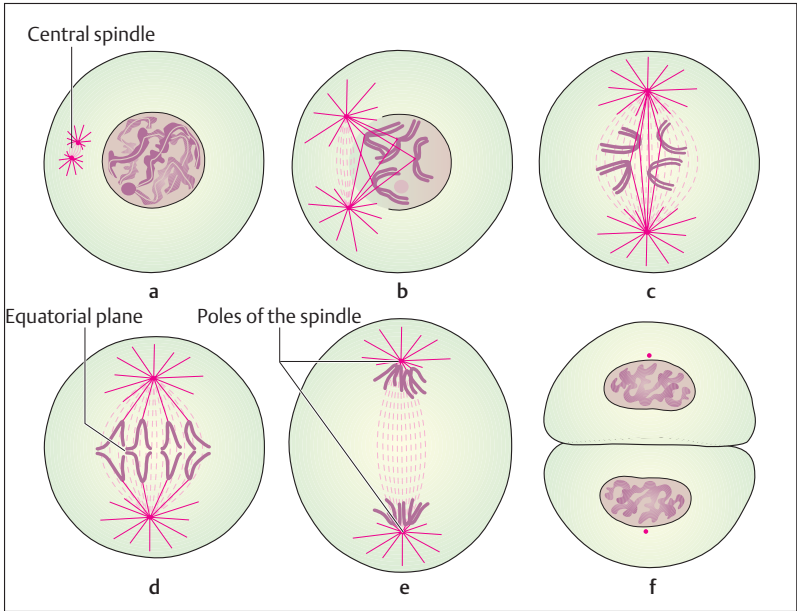 Central spindle
a
b
c
Equatorial plane
Poles of the spindle
d
e
f